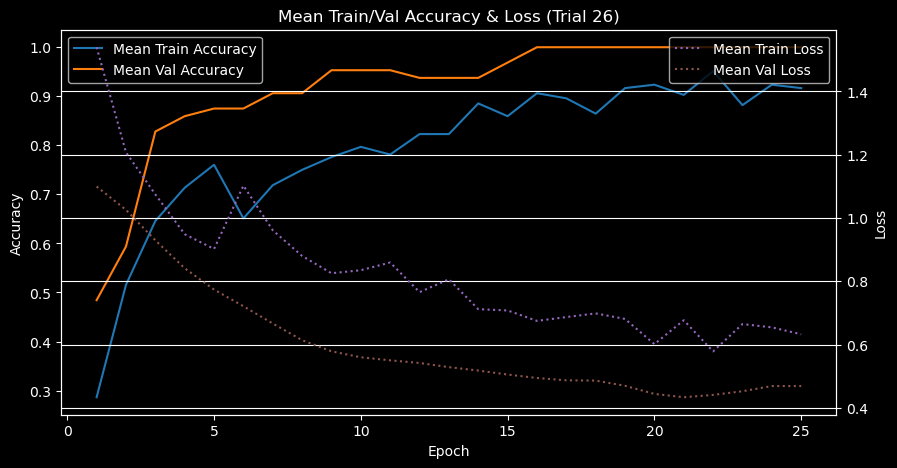 Mean Train/Val Accuracy & Loss (Trial 26)
Mean Train Accuracy
Mean Val Accuracy
Mean Train Loss
Mean Val Loss
1.0
0.9
0.8
0.7
0.6
0.5
0.4
0.3
Accuracy
1.4
1.2
1.0
0.8
0.6
0.4
Loss
0
5
10
15
20
25
Epoch